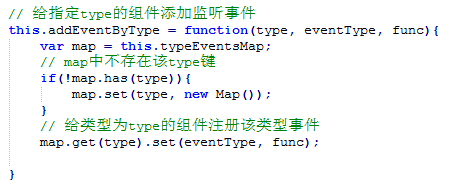 // 给指定type的组件添加监听事件
this.addEventByType = function(type, eventType, func){
    var map = this.typeEventsMap;
    // map中不存在该type键
    if(!map.has(type)){
        map.set(type, new Map());
    }
    // 给类型为type的组件注册该类型事件
    map.get(type).set(eventType, func);
}